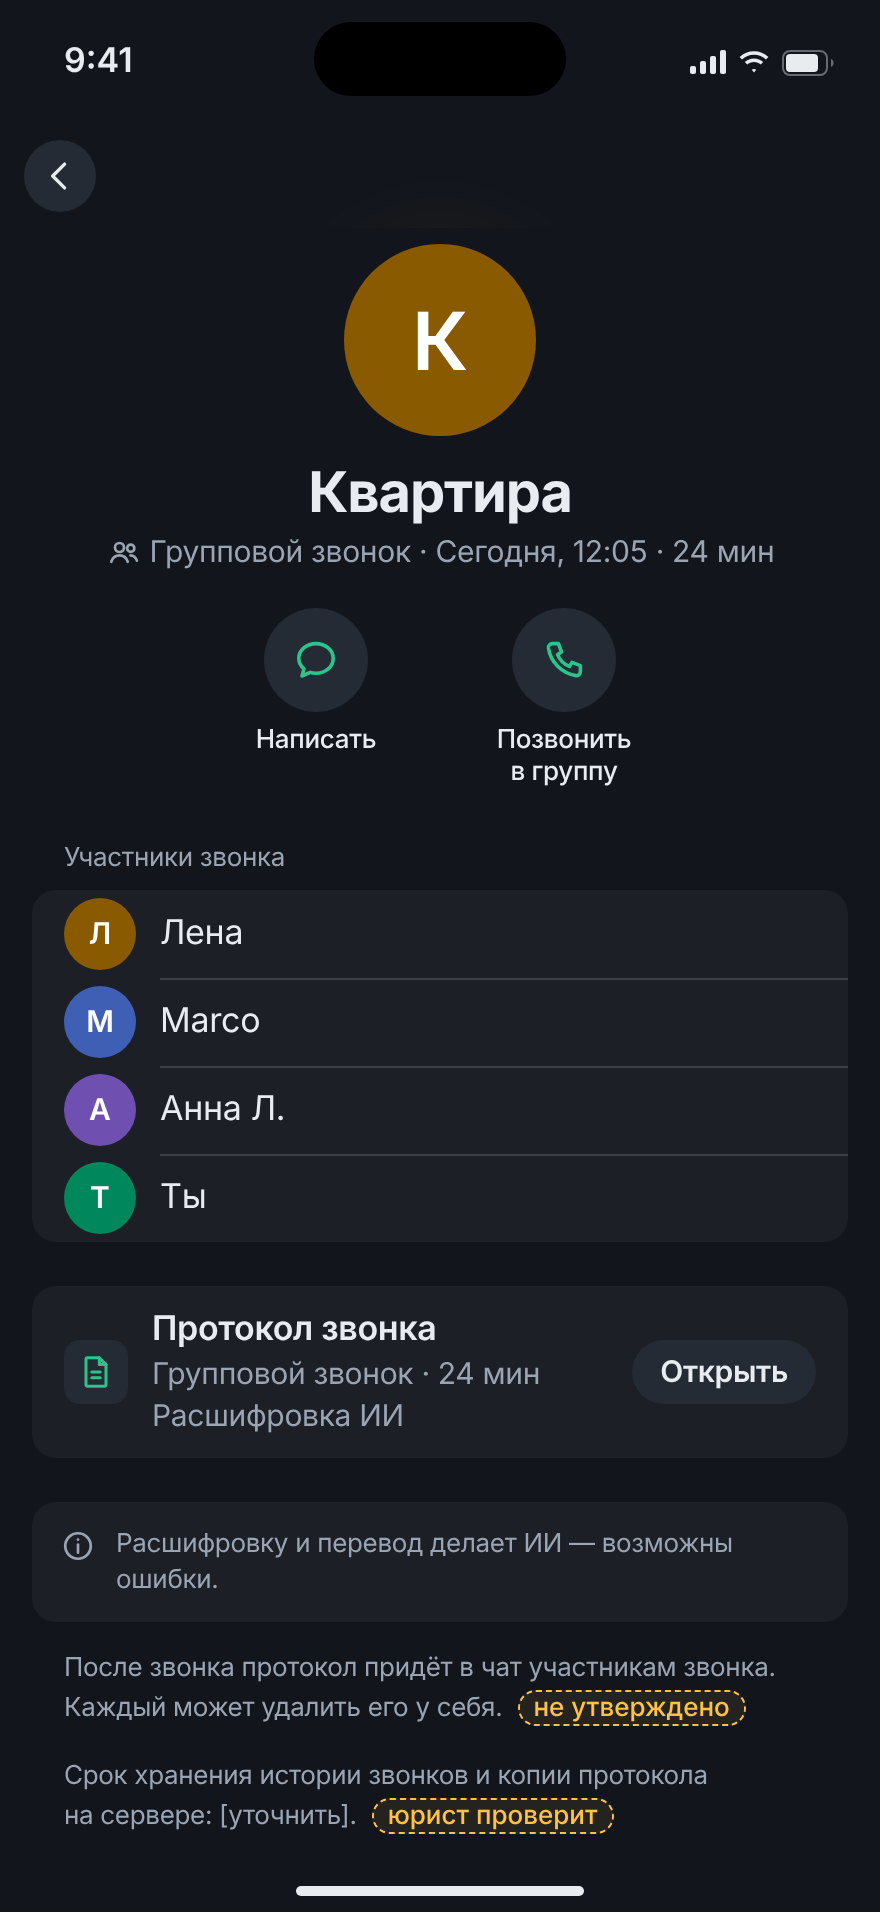 9:41
К
Квартира
Групповой звонок · Сегодня, 12:05 · 24 мин
Написать
Позвонить
в группу
Участники звонка
Л
Лена
M
Marco
А
Анна Л.
Т
Ты
Протокол звонка
Групповой звонок · 24 мин
Расшифровка ИИ
Открыть
Расшифровку и перевод делает ИИ — возможны
ошибки.
После звонка протокол придёт в чат участникам звонка.
Каждый может удалить его у себя. не утверждено
Срок хранения истории звонков и копии протокола
на сервере: [уточнить]. юрист проверит